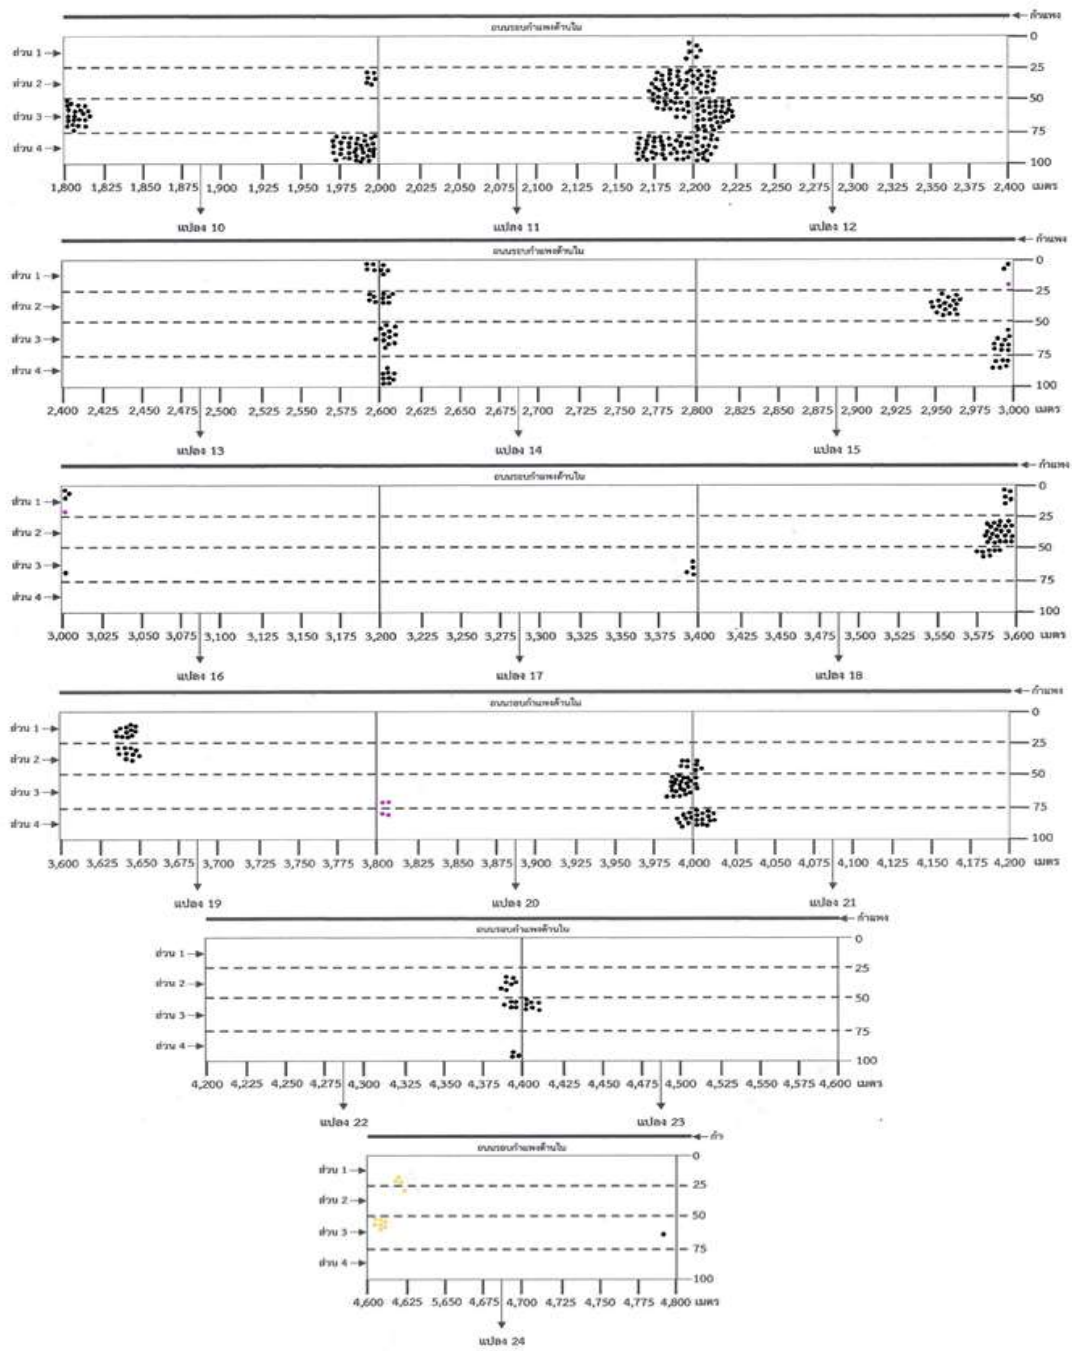 กำแพง
ถนนรอบกำแพงด้านใน
0
ส่วน 1
25
ส่วน 2
50
ส่วน 3
75
ส่วน 4
100
1,800 1,825 1,850 1,875 1,900 1,925 1,950 1,975 2,000 2,025 2,050 2,075 2,100 2,125 2,150 2,175 2,200 2,225 2,250 2,275 2,300 2,325 2,350 2,375 2,400 เมตร
แปลง 10 แปลง 11 แปลง 12
กำแพง
ถนนรอบกำแพงด้านใน
0
ส่วน 1
25
ส่วน 2
50
ส่วน 3
75
ส่วน 4
100
2,400 2,425 2,450 2,475 2,500 2,525 2,550 2,575 2,600 2,625 2,650 2,675 2,700 2,725 2,750 2,775 2,800 2,825 2,850 2,875 2,900 2,925 2,950 2,975 3,000 เมตร
แปลง 13 แปลง 14 แปลง 15
กำแพง
ถนนรอบกำแพงด้านใน
0
ส่วน 1
25
ส่วน 2
50
ส่วน 3
75
ส่วน 4
100
3,000 3,025 3,050 3,075 3,100 3,125 3,150 3,175 3,200 3,225 3,250 3,275 3,300 3,325 3,350 3,375 3,400 3,425 3,450 3,475 3,500 3,525 3,550 3,575 3,600 เมตร
แปลง 16 แปลง 17 แปลง 18
กำแพง
ถนนรอบกำแพงด้านใน
0
ส่วน 1
25
ส่วน 2
50
ส่วน 3
75
ส่วน 4
100
3,600 3,625 3,650 3,675 3,700 3,725 3,750 3,775 3,800 3,825 3,850 3,875 3,900 3,925 3,950 3,975 4,000 4,025 4,050 4,075 4,100 4,125 4,150 4,175 4,200 เมตร
แปลง 19 แปลง 20 แปลง 21
กำแพง
ถนนรอบกำแพงด้านใน
0
ส่วน 1
25
ส่วน 2
50
ส่วน 3
75
ส่วน 4
100
4,200 4,225 4,250 4,275 4,300 4,325 4,350 4,375 4,400 4,425 4,450 4,475 4,500 4,525 4,550 4,575 4,600 เมตร
แปลง 22 แปลง 23
กำ
ถนนรอบกำแพงด้านใน
0
ส่วน 1
25
ส่วน 2
50
ส่วน 3
75
ส่วน 4
100
4,600 4,625 5,650 4,675 4,700 4,725 4,750 4,775 4,800 เมตร
แปลง 24